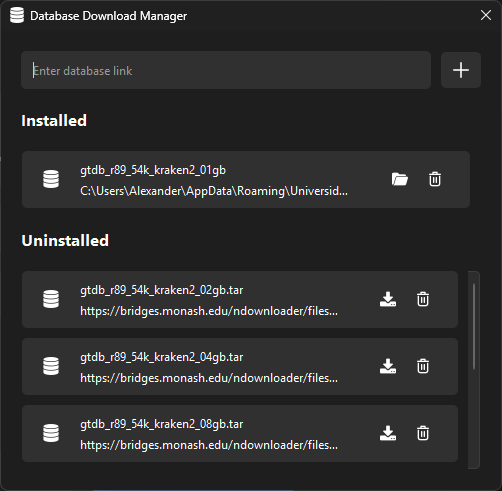 Database Download Manager
Enter database link
Installed
gtdb_r89_54k_kraken2_01gb
C:\Users\Alexander\AppData\Roaming\Universid...
Uninstalled
gtdb_r89_54k_kraken2_02gb.tar
https://bridges.monash.edu/ndownloader/files...
gtdb_r89_54k_kraken2_04gb.tar
https://bridges.monash.edu/ndownloader/files...
gtdb_r89_54k_kraken2_08gb.tar
https://bridges.monash.edu/ndownloader/files...